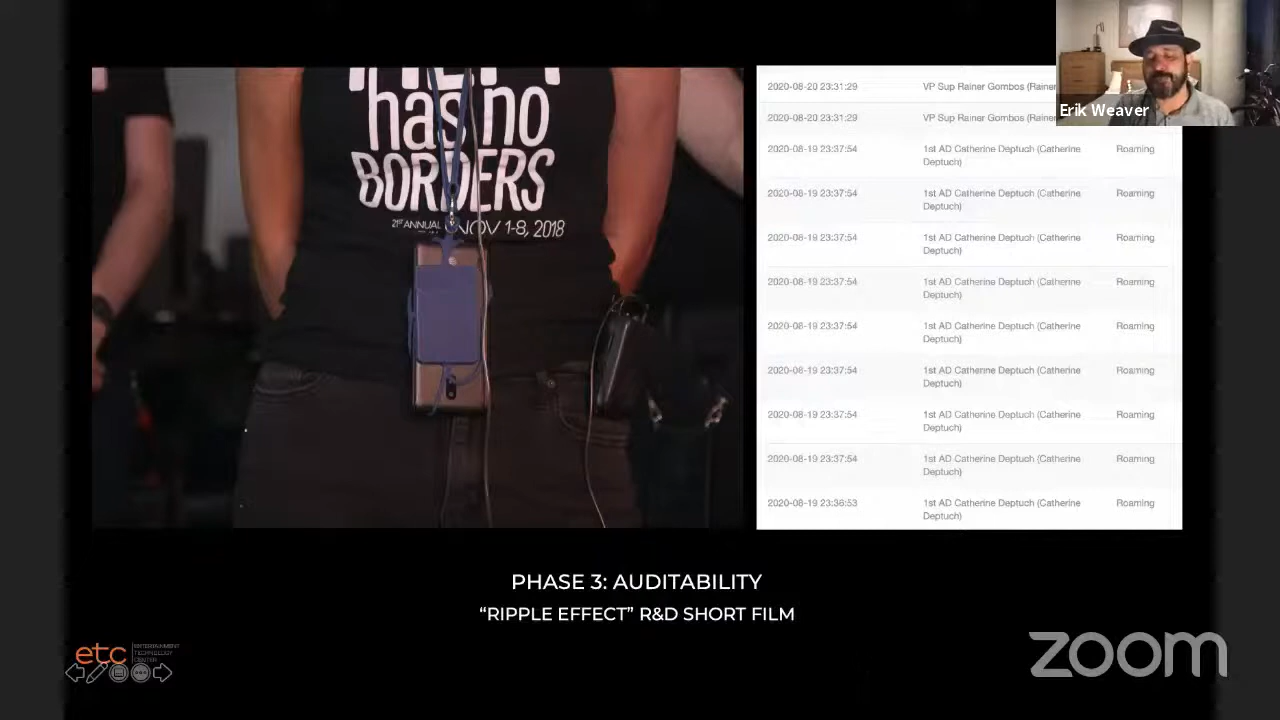 has no
BORDERS
21ST ANNUAL
NOV 1-8, 2018
2020-08-20 23:31:29 VP Sup Rainer Gombos (Rainer
2020-08-20 23:31:29 VP Sup Rainer Gombos (Rainer
2020-08-19 23:37:54 1st AD Catherine Deptuch (Catherine Roaming
Deptuch)
2020-08-19 23:37:54 1st AD Catherine Deptuch (Catherine Roaming
Deptuch)
2020-08-19 23:37:54 1st AD Catherine Deptuch (Catherine Roaming
Deptuch)
2020-08-19 23:37:54 1st AD Catherine Deptuch (Catherine Roaming
Deptuch)
2020-08-19 23:37:54 1st AD Catherine Deptuch (Catherine Roaming
Deptuch)
2020-08-19 23:37:54 1st AD Catherine Deptuch (Catherine Roaming
Deptuch)
2020-08-19 23:37:54 1st AD Catherine Deptuch (Catherine Roaming
Deptuch)
2020-08-19 23:37:54 1st AD Catherine Deptuch (Catherine Roaming
Deptuch)
2020-08-19 23:36:53 1st AD Catherine Deptuch (Catherine Roaming
Deptuch)
Erik Weaver
PHASE 3: AUDITABILITY
“RIPPLE EFFECT” R&D SHORT FILM
etc
ENTERTAINMENT
TECHNOLOGY
CENTER
zoom